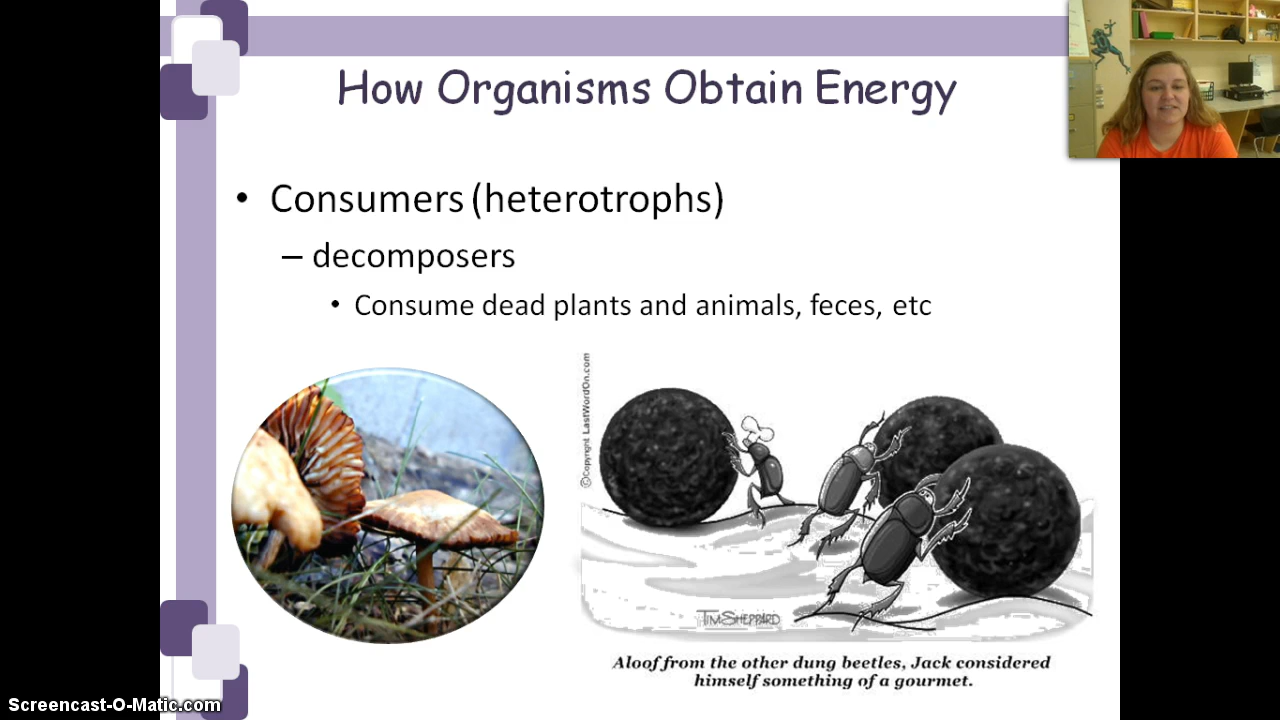 How Organisms Obtain Energy
• Consumers (heterotrophs)
– decomposers
• Consume dead plants and animals, feces, etc
©Copyright LastWordOn.com
TIM SHEPPARD
Aloof from the other dung beetles, Jack considered
himself something of a gourmet.
Screencast-O-Matic.com